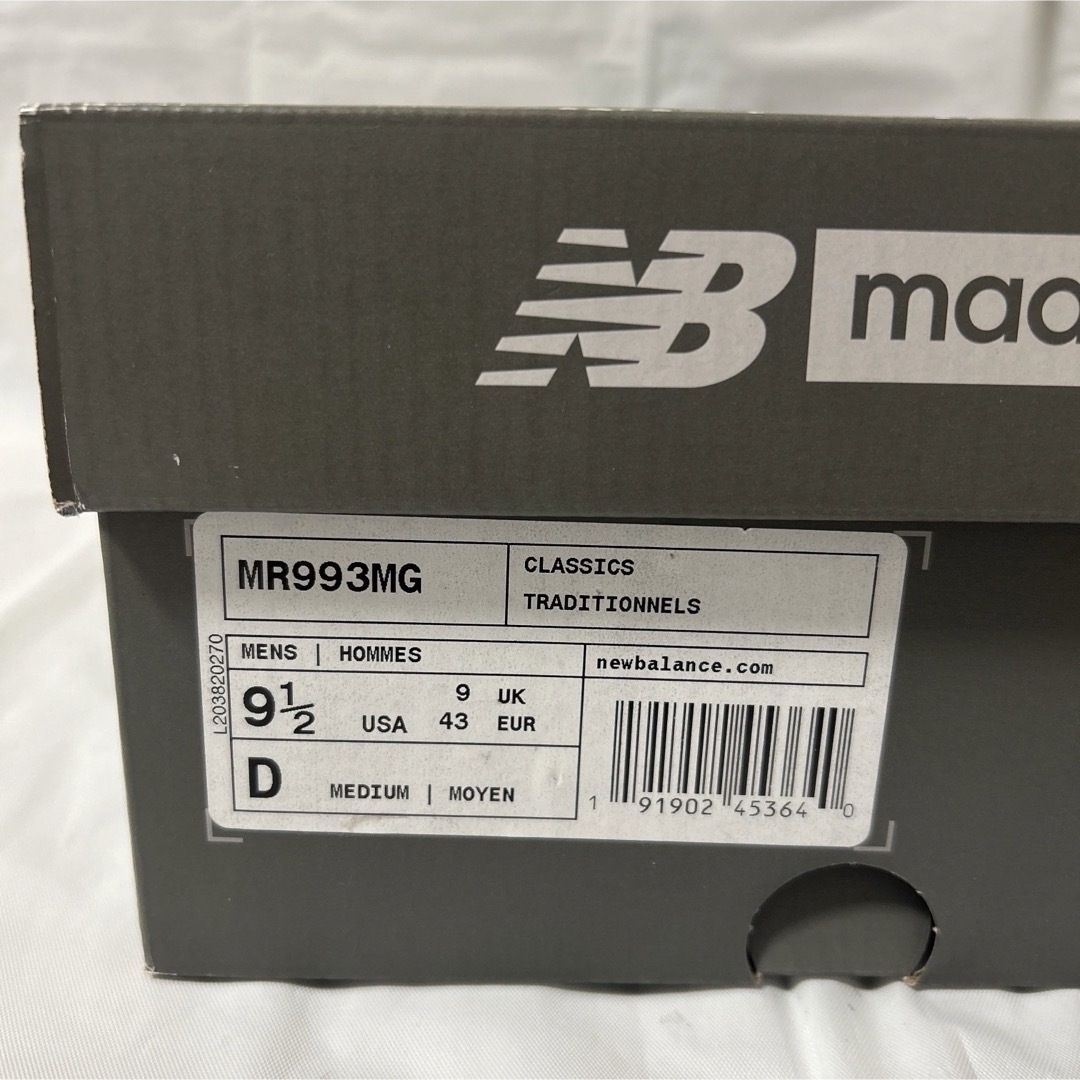 NB
mad
MR993MG
CLASSICS
TRADITIONNELS
L203820270
MENS | HOMMES
newbalance.com
9½ USA
9 UK
43 EUR
D MEDIUM | MOYEN
1 91902 45364 0